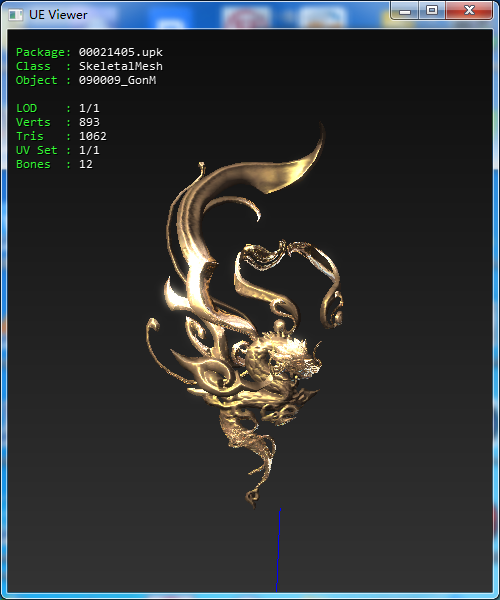 UE Viewer
Package: 00021405.upk
Class : SkeletalMesh
Object : 090009_GonM
LOD : 1/1
Verts : 893
Tris : 1062
UV Set : 1/1
Bones : 12